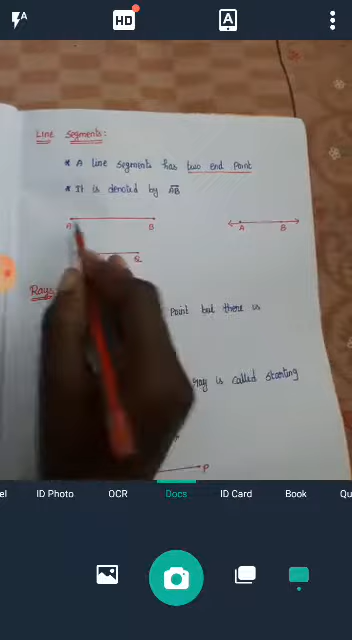 A
HD
A
Line Segments:
* A line segments has two end point
* It is denoted by AB
A B
A B
Q
Rays
point but there is
ray is called starting
P
ID Photo OCR Docs ID Card Book